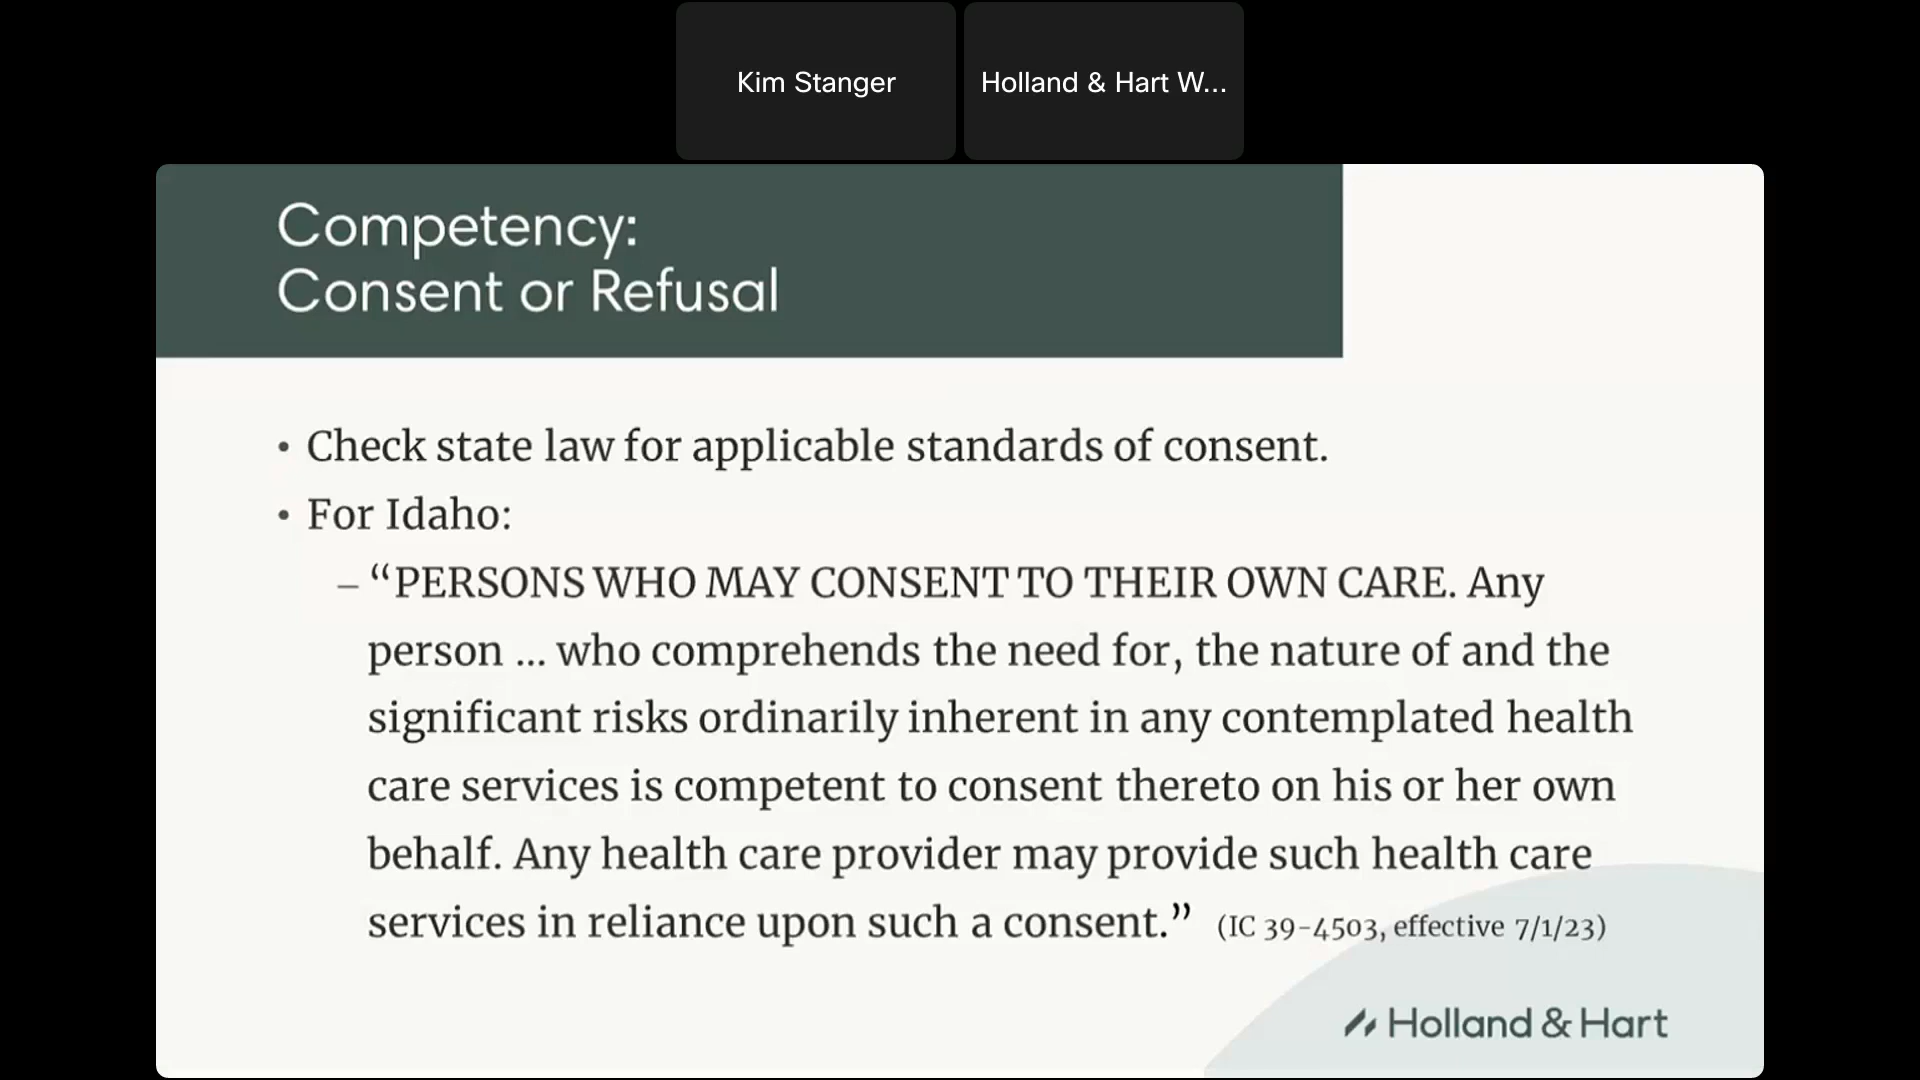 Kim Stanger
Holland & Hart W...
Competency:
Consent or Refusal
• Check state law for applicable standards of consent.
• For Idaho:
– “PERSONS WHO MAY CONSENT TO THEIR OWN CARE. Any
person ... who comprehends the need for, the nature of and the
significant risks ordinarily inherent in any contemplated health
care services is competent to consent thereto on his or her own
behalf. Any health care provider may provide such health care
services in reliance upon such a consent.” (IC 39-4503, effective 7/1/23)
Holland & Hart